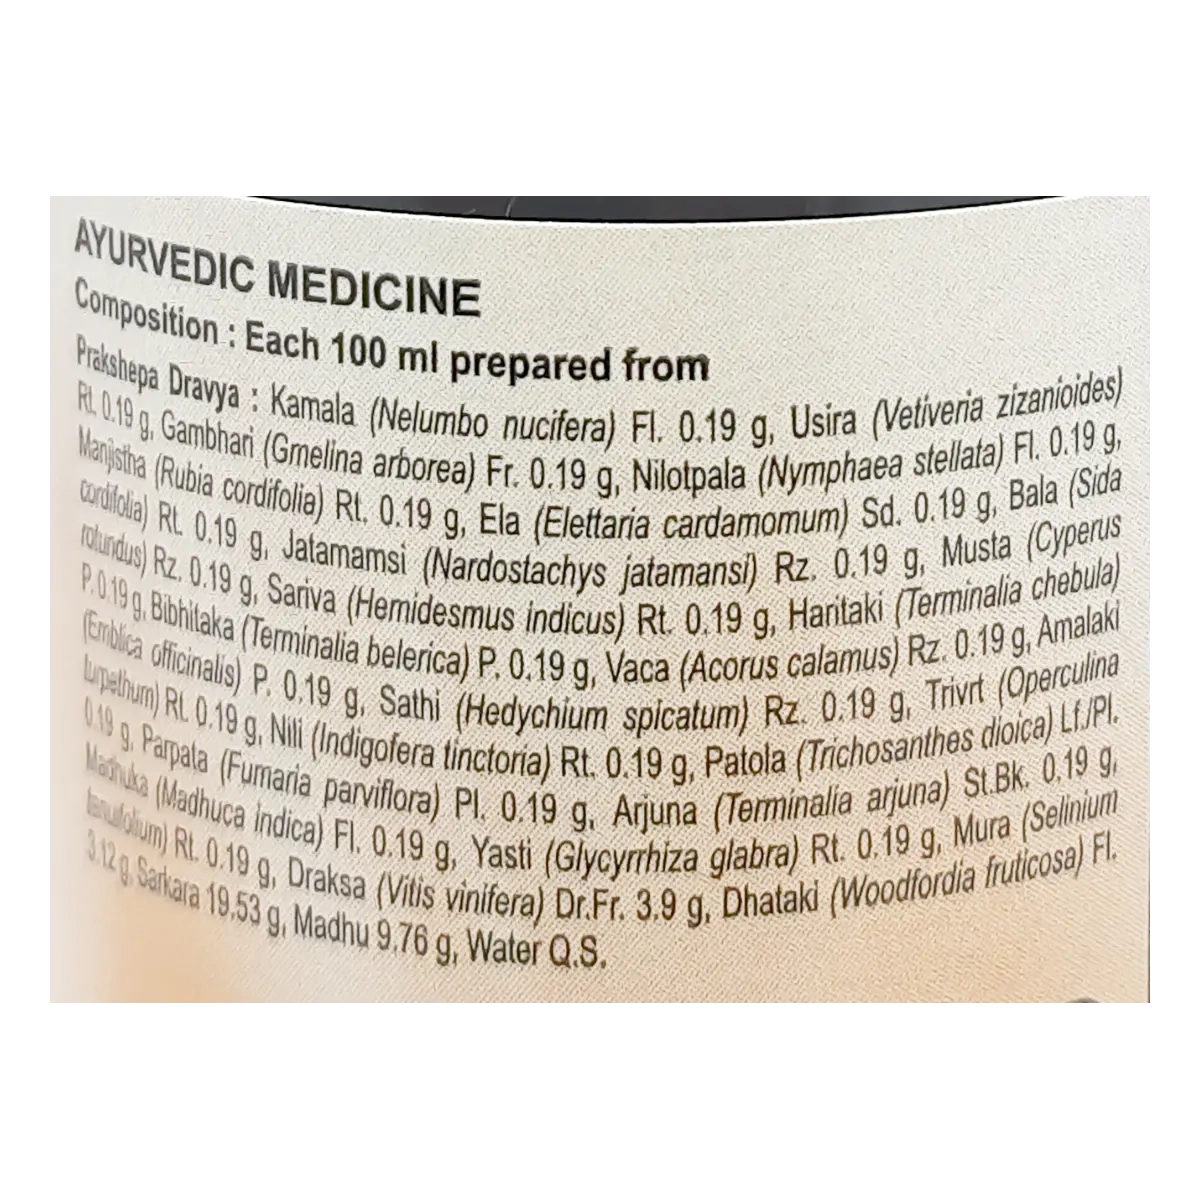 AYURVEDIC MEDICINE
Composition : Each 100 ml prepared from
Prakshepa Dravya : Kamala (Nelumbo nucifera) Fl. 0.19 g, Usira (Vetiveria zizanioides)
Rt. 0.19 g, Gambhari (Gmelina arborea) Fr. 0.19 g, Nilotpala (Nymphaea stellata) Fl. 0.19 g,
Manjistha (Rubia cordifolia) Rt. 0.19 g, Ela (Elettaria cardamomum) Sd. 0.19 g, Bala (Sida
cordifolia) Rt. 0.19 g, Jatamamsi (Nardostachys jatamansi) Rz. 0.19 g, Musta (Cyperus
rotundus) Rz. 0.19 g, Sariva (Hemidesmus indicus) Rt. 0.19 g, Haritaki (Terminalia chebula)
P. 0.19 g, Bibhitaka (Terminalia belerica) P. 0.19 g, Vaca (Acorus calamus) Rz. 0.19 g, Amalaki
(Emblica officinalis) P. 0.19 g, Sathi (Hedychium spicatum) Rz. 0.19 g, Trivrt (Operculina
turpethum) Rt. 0.19 g, Nili (Indigofera tinctoria) Rt. 0.19 g, Patola (Trichosanthes dioica) Lf./Pl.
0.19 g, Parpata (Fumaria parviflora) Pl. 0.19 g, Arjuna (Terminalia arjuna) St.Bk. 0.19 g,
Madhuka (Madhuca indica) Fl. 0.19 g, Yasti (Glycyrrhiza glabra) Rt. 0.19 g, Mura (Selinium
tenuifolium) Rt. 0.19 g, Draksa (Vitis vinifera) Dr.Fr. 3.9 g, Dhataki (Woodfordia fruticosa) Fl.
3.12 g, Sarkara 19.53 g, Madhu 9.76 g, Water Q.S.